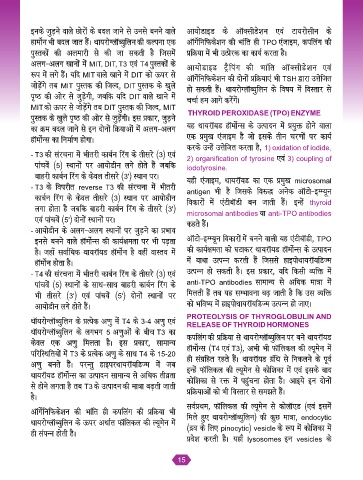 इनके जुड़ने वाले छोरों के बदल जाने से उनसे बनने वाले
हार्मोन भी बदल जाते हैं। थायरोग्लोब्युलिन की कल्पना एक
पुस्तकों की अलमारी से की जा सकती है जिसमें
अलग-अलग खानों में MIT, DIT, T3 एवं T4 पुस्तकों के
रूप में लगे हैं। यदि MIT वाले खाने में DIT को ऊपर से
जोड़ेंगे तब MIT पुस्तक की जिल्द, DIT पुस्तक के खुले
पृष्ठ की ओर से जुड़ेगी, जबकि यदि DIT वाले खाने में
MIT को ऊपर से जोड़ेंगे तब DIT पुस्तक की जिल्द, MIT
पुस्तक के खुले पृष्ठ की ओर से जुड़ेगी। इस प्रकार, जुड़ने
का क्रम बदल जाने से इन दोनों क्रियाओं में अलग-अलग
हॉर्मोन्स का निर्माण होगा।
- T3 की संरचना में भीतरी कार्बन रिंग के तीसरे (3) एवं
पांचवें (5) स्थानों पर आयोडीन लगे होते हैं जबकि
बाहरी कार्बन रिंग के केवल तीसरे (3') स्थान पर।
- T3 के विपरीत reverse T3 की संरचना में भीतरी
कार्बन रिंग के केवल तीसरे (3) स्थान पर आयोडीन
लगा होता है जबकि बाहरी कार्बन रिंग के तीसरे (3')
एवं पांचवें (5') दोनों स्थानों पर।
- आयोडीन के अलग-अलग स्थानों पर जुड़ने का प्रभाव
इनसे बनने वाले हॉर्मोन्स की कार्यक्षमता पर भी पड़ता
है। जहाँ सर्वाधिक थायरॉयड हॉर्मोन है वहीं वास्तव में
हॉर्मोन होता है।
- T4 की संरचना में भीतरी कार्बन रिंग के तीसरे (3) एवं
पांचवें (5) स्थानों के साथ-साथ बाहरी कार्बन रिंग के
भी तीसरे (3') एवं पांचवें (5') दोनों स्थानों पर
आयोडीन लगे होते हैं।
थॉयरोग्लोब्युलिन के प्रत्येक अणु में T4 के 3-4 अणु एवं
थॉयरोग्लोब्युलिन के लगभग 5 अणुओं के बीच T3 का
केवल एक अणु मिलता है। इस प्रकार, सामान्य
परिस्थितियों में T3 के प्रत्येक अणु के साथ T4 के 15-20
अणु बनते हैं। परन्तु हाइपरथायरॉयडिज्म में जब
थायरॉयड हॉर्मोन्स का उत्पादन सामान्य से अधिक तीव्रता
से होने लगता है तब T3 के उत्पादन की मात्रा बढ़ती जाती
है।
ऑर्गेनिफिकेशन की भांति ही कपलिंग की प्रक्रिया भी
थायरोग्लोब्युलिन के ऊपर अर्थात फॉलिकल की ल्यूमेन में
ही संपन्न होती है।
आयोडाइड के ऑक्सीडेशन एवं टायरोसीन के
ऑर्गेनिफिकेशन की भांति ही TPO एंजाइम, कपलिंग की
प्रक्रिया में भी उत्प्रेरक का कार्य करता है।
आयोडाइड ट्रैपिंग की भांति ऑक्सीडेशन एवं
ऑर्गेनिफिकेशन की दोनों प्रक्रियाएं भी TSH द्वारा उत्तेजित
हो सकती हैं। थायरोग्लोब्युलिन के विषय में विस्तार से
चर्चा हम आगे करेंगे।
THYROID PEROXIDASE (TPO) ENZYME
यह थायरॉयड हॉर्मोन्स के उत्पादन में प्रयुक्त होने वाला
एक प्रमुख एंजाइम है जो इसके तीन चरणों पर कार्य
करके उन्हें उत्तेजित करता है, 1) oxidation of iodide,
2) organification of tyrosine एवं 3) coupling of
iodotyrosine.
यही एंजाइम, थायरॉयड का एक प्रमुख microsomal
antigen भी है जिसके विरुद्ध अनेक ऑटो-इम्यून
विकारों में एंटीबॉडी बन जाती हैं। इन्हें thyroid
microsomal antibodies या anti-TPO antibodies
कहते हैं।
ऑटो-इम्यून विकारों में बनने वाली यह एंटीबॉडी, TPO
की कार्यक्षमता को घटाकर थायरॉयड हॉर्मोन्स के उत्पादन
में बाधा उत्पन्न करती हैं जिससे हाइपोथायरॉयडिज्म
उत्पन्न हो सकती है। इस प्रकार, यदि किसी व्यक्ति में
anti-TPO antibodies सामान्य से अधिक मात्रा में
मिलती हैं तब यह सम्भावना बढ़ जाती है कि उस व्यक्ति
को भविष्य में हाइपोथायरॉयडिज्म उत्पन्न हो जाए।
PROTEOLYSIS OF THYROGLOBULIN AND
RELEASE OF THYROID HORMONES
कपलिंग की प्रक्रिया से थायरोग्लोब्युलिन पर बने थायरॉयड
हॉर्मोन्स (T4 एवं T3), अभी भी फॉलिकल की ल्यूमेन में
ही संग्रहित रहते हैं। थायरॉयड ग्रंथि से निकलने के पूर्व
इन्हें फॉलिकल की ल्यूमेन से कोशिका में एवं इसके बाद
कोशिका से रक्त में पहुंचना होता है। आइये इन दोनों
प्रक्रियाओं को भी विस्तार से समझते हैं।
सर्वप्रथम, फॉलिकल की ल्यूमेन से कोलॉएड (एवं इसमें
मिले हुए थायरोग्लोब्युलिन) की कुछ मात्रा, endocytic
(द्रव के लिए pinocytic) vesicle के रूप में कोशिका में
प्रवेश करती है। यहाँ lysosomes इन vesicles के
15